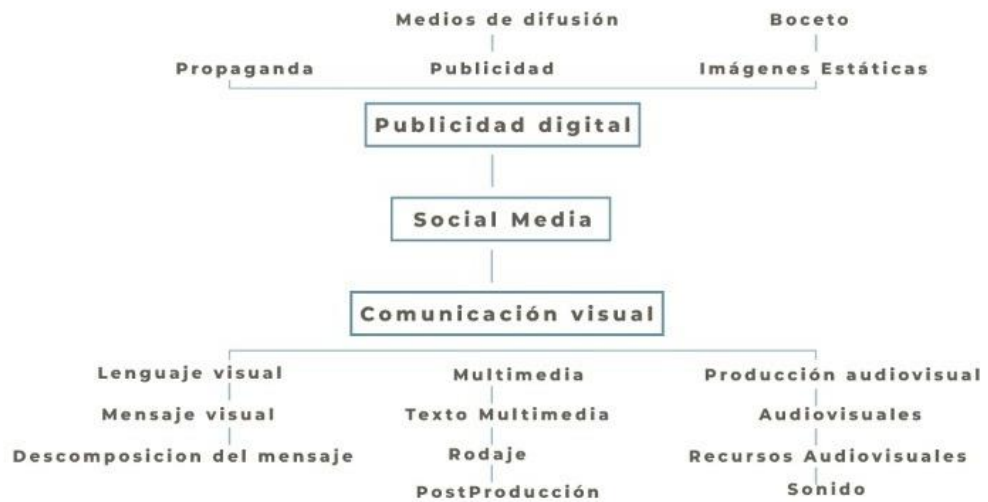 Medios de difusión
Boceto
Propaganda
Publicidad
Imágenes Estáticas
Publicidad digital
Social Media
Comunicación visual
Lenguaje visual
Multimedia
Producción audiovisual
Mensaje visual
Texto Multimedia
Audiovisuales
Descomposicion del mensaje
Rodaje
Recursos Audiovisuales
PostProducción
Sonido